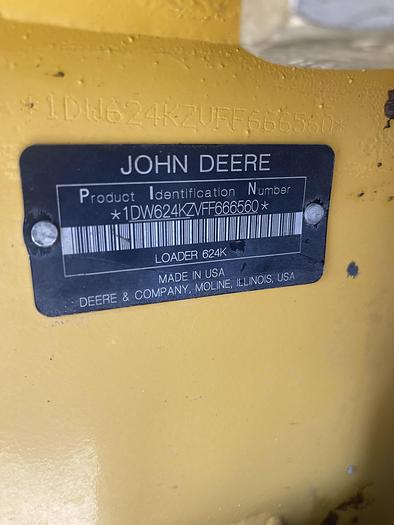 *1DW624KZVFF666560*
JOHN DEERE
Product Identification Number
*1DW624KZVFF666560*
LOADER 624K
MADE IN USA
DEERE & COMPANY, MOLINE, ILLINOIS, USA